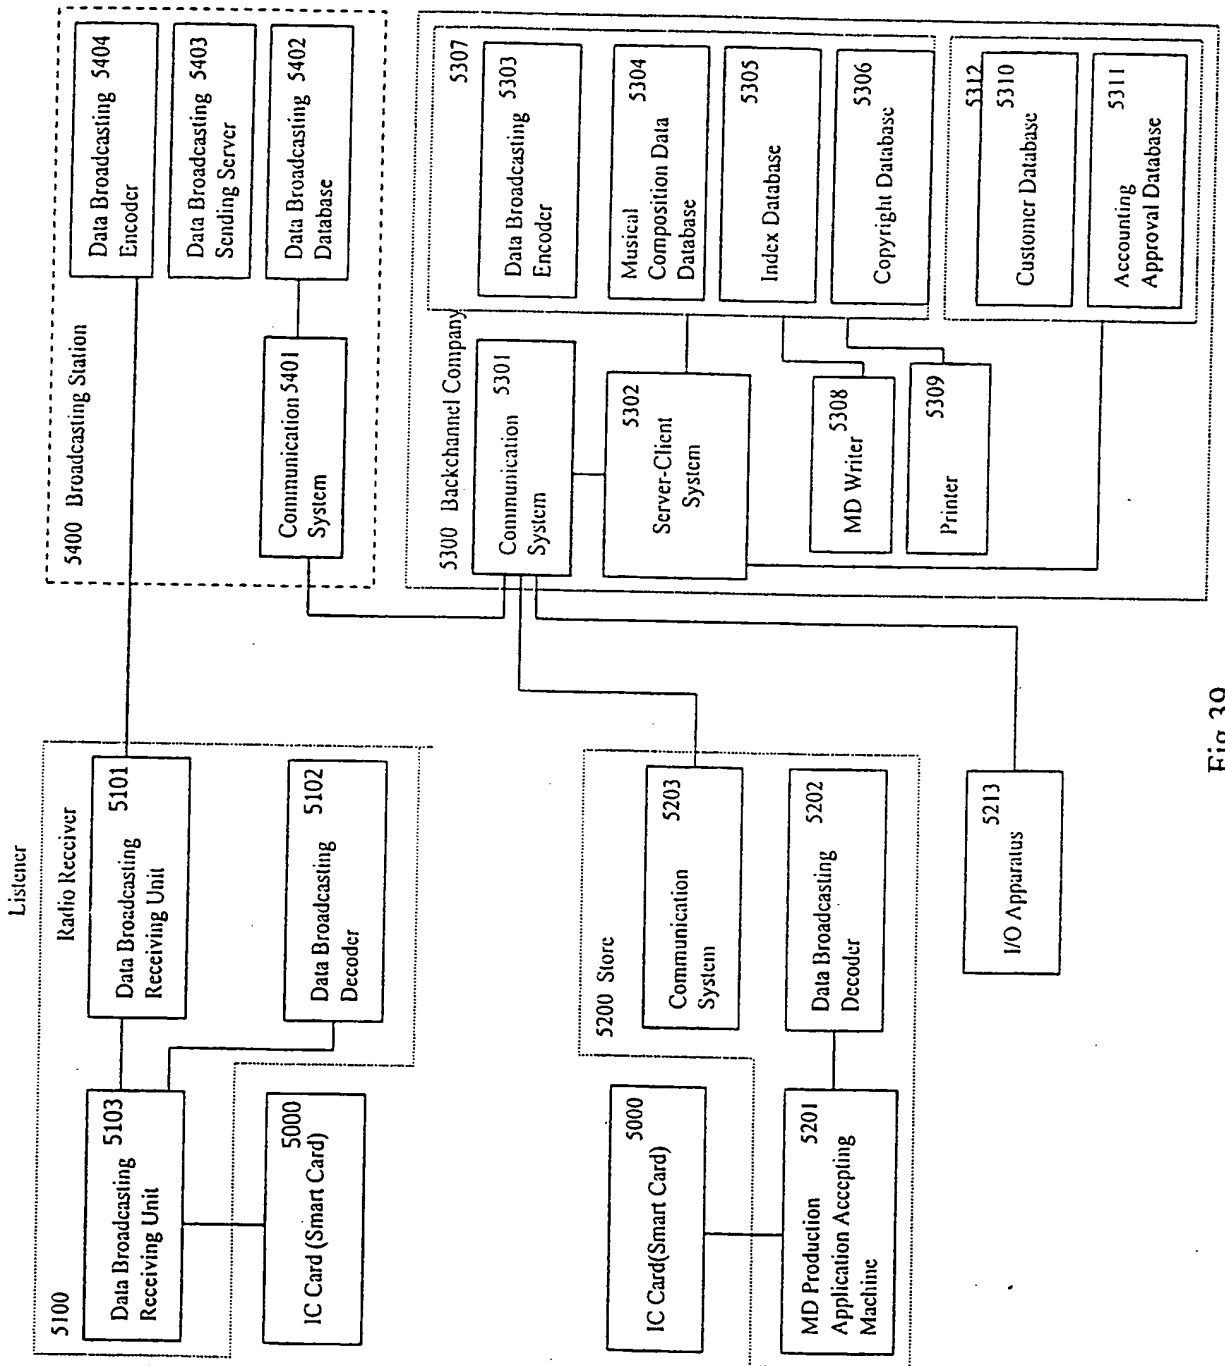 Listener
5100
Radio Receiver
Data Broadcasting
Receiving Unit
5103
Data Broadcasting
Receiving Unit
5101
Data Broadcasting
Decoder
5102
IC Card (Smart Card)
5000
5400 Broadcasting Station
Data Broadcasting
Encoder
5404
Data Broadcasting
Sending Server
5403
Data Broadcasting
Database
5402
Communication
System
5401
5200 Store
IC Card(Smart Card)
5000
Communication
System
5203
MD Production
Application Accepting
Machine
5201
Data Broadcasting
Decoder
5202
I/O Apparatus
5213
5300 Backchannel Company
Communication
System
5301
Server-Client
System
5302
MD Writer
5308
Printer
5309
5307
Data Broadcasting
Encoder
5303
Musical
Composition Data
Database
5304
Index Database
5305
Copyright Database
5306
5312
Customer Database
5310
Accounting
Approval Database
5311
Fig.39